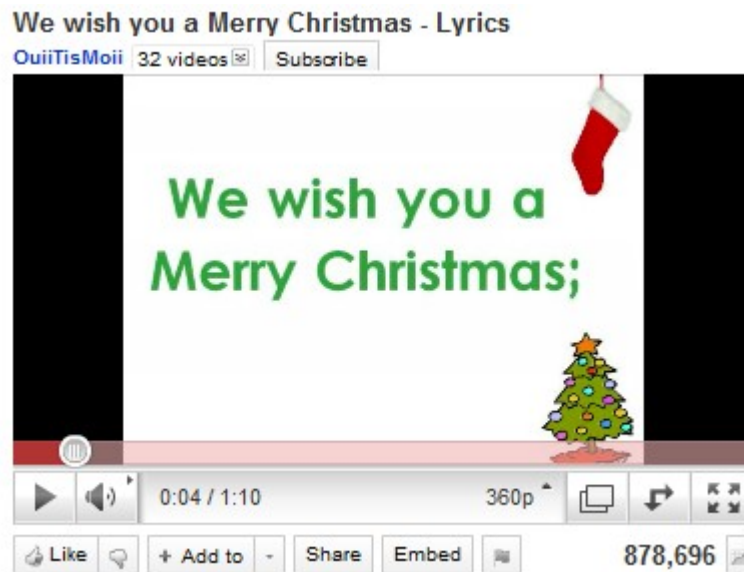 We wish you a Merry Christmas - Lyrics
OuiiTisMoii 32 videos Subscribe
We wish you a
Merry Christmas;
0:04 / 1:10 360p
Like + Add to - Share Embed 878,696